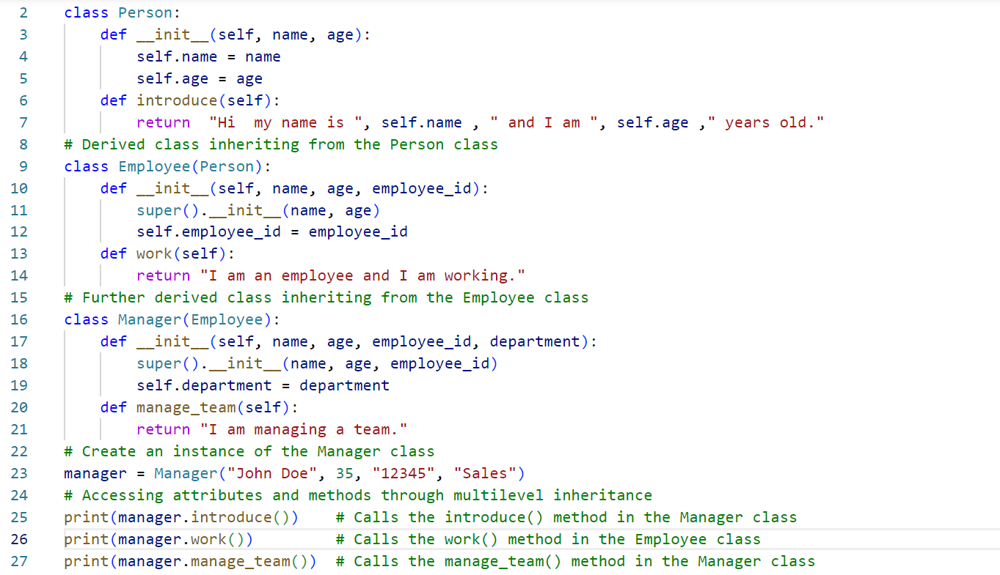 2 class Person:
3     def __init__(self, name, age):
4         self.name = name
5         self.age = age
6     def introduce(self):
7         return  "Hi  my name is ", self.name , " and I am ", self.age ," years old."
8 # Derived class inheriting from the Person class
9 class Employee(Person):
10     def __init__(self, name, age, employee_id):
11         super().__init__(name, age)
12         self.employee_id = employee_id
13     def work(self):
14         return "I am an employee and I am working."
15 # Further derived class inheriting from the Employee class
16 class Manager(Employee):
17     def __init__(self, name, age, employee_id, department):
18         super().__init__(name, age, employee_id)
19         self.department = department
20     def manage_team(self):
21         return "I am managing a team."
22 # Create an instance of the Manager class
23 manager = Manager("John Doe", 35, "12345", "Sales")
24 # Accessing attributes and methods through multilevel inheritance
25 print(manager.introduce())    # Calls the introduce() method in the Manager class
26 print(manager.work())         # Calls the work() method in the Employee class
27 print(manager.manage_team())  # Calls the manage_team() method in the Manager class